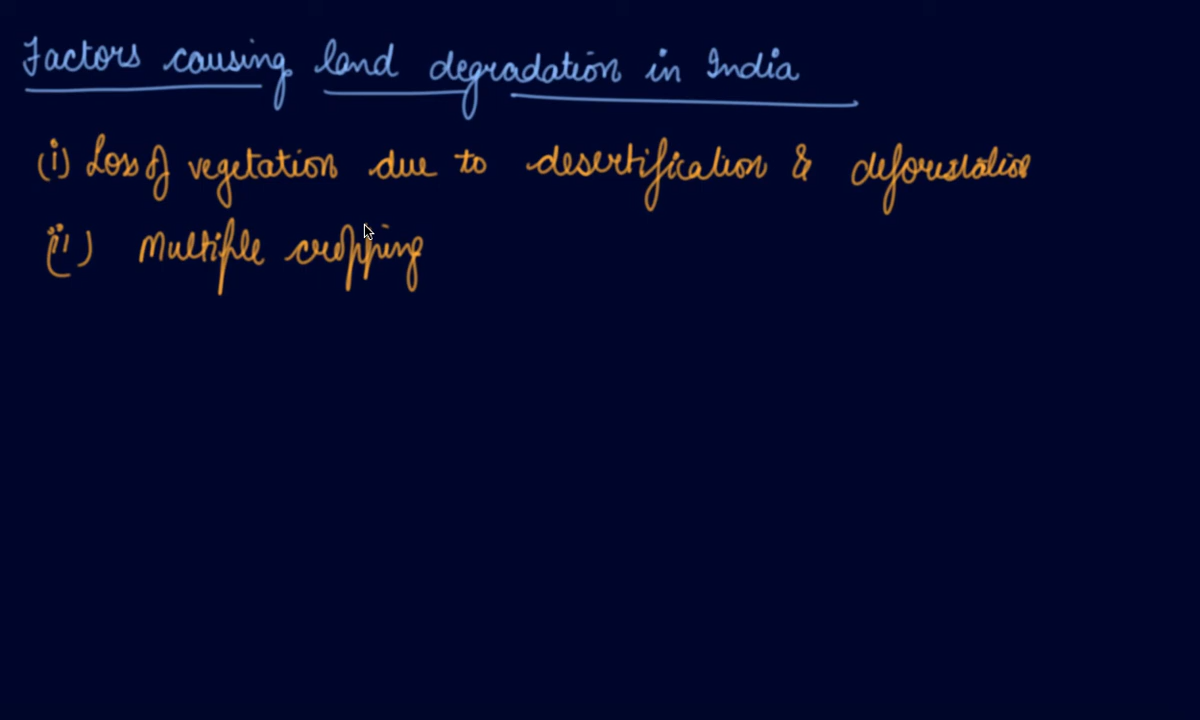 Factors causing land degradation in India
(i) Loss of vegetation due to desertification & deforestation
(ii) Multiple cropping